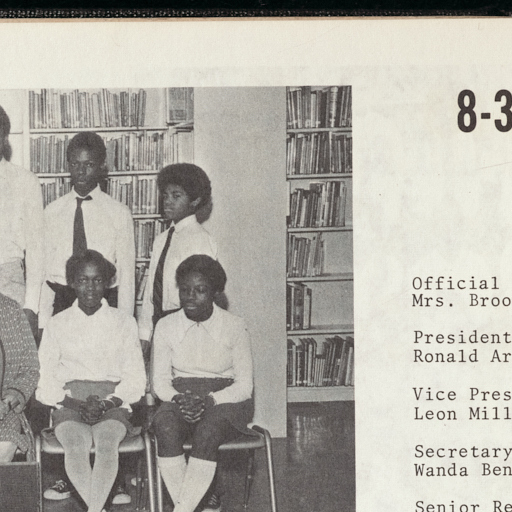 8-3
Official
Mrs. Broo
President
Ronald Ar
Vice Pres
Leon Mill
Secretary
Wanda Ben
Senior Re